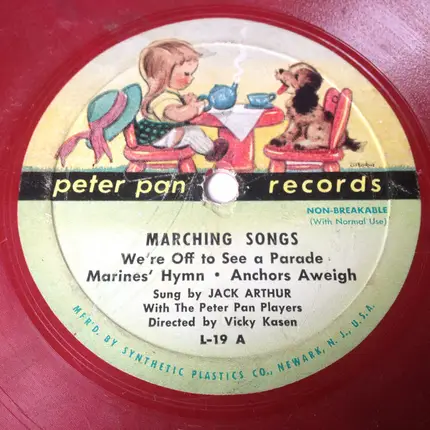 peter pan records
NON-BREAKABLE
(With Normal Use)
MARCHING SONGS
We're Off to See a Parade
Marines' Hymn • Anchors Aweigh
Sung by JACK ARTHUR
With The Peter Pan Players
Directed by Vicky Kasen
L-19 A
M'F'R'D. BY SYNTHETIC PLASTICS CO., NEWARK, N. J., U.S.A.